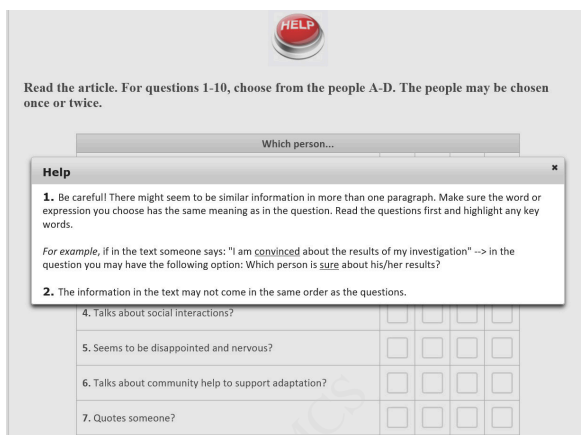 HELP
Read the article. For questions 1-10, choose from the people A-D. The people may be chosen
once or twice.
Which person...
Help
×
1. Be careful! There might seem to be similar information in more than one paragraph. Make sure the word or
expression you choose has the same meaning as in the question. Read the questions first and highlight any key
words.
For example, if in the text someone says: "I am convinced about the results of my investigation" --> in the
question you may have the following option: Which person is sure about his/her results?
2. The information in the text may not come in the same order as the questions.
4. Talks about social interactions?
5. Seems to be disappointed and nervous?
6. Talks about community help to support adaptation?
7. Quotes someone?